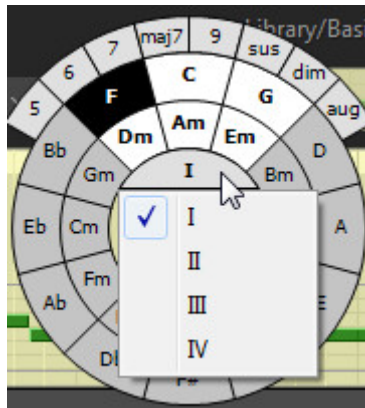 Library/Basi
5
6
7
maj7
9
sus
dim
aug
Bb
F
C
G
D
Gm
Dm
Am
Em
Bm
I
Eb
Cm
A
Fm
Ab
E
I
II
III
IV
F#